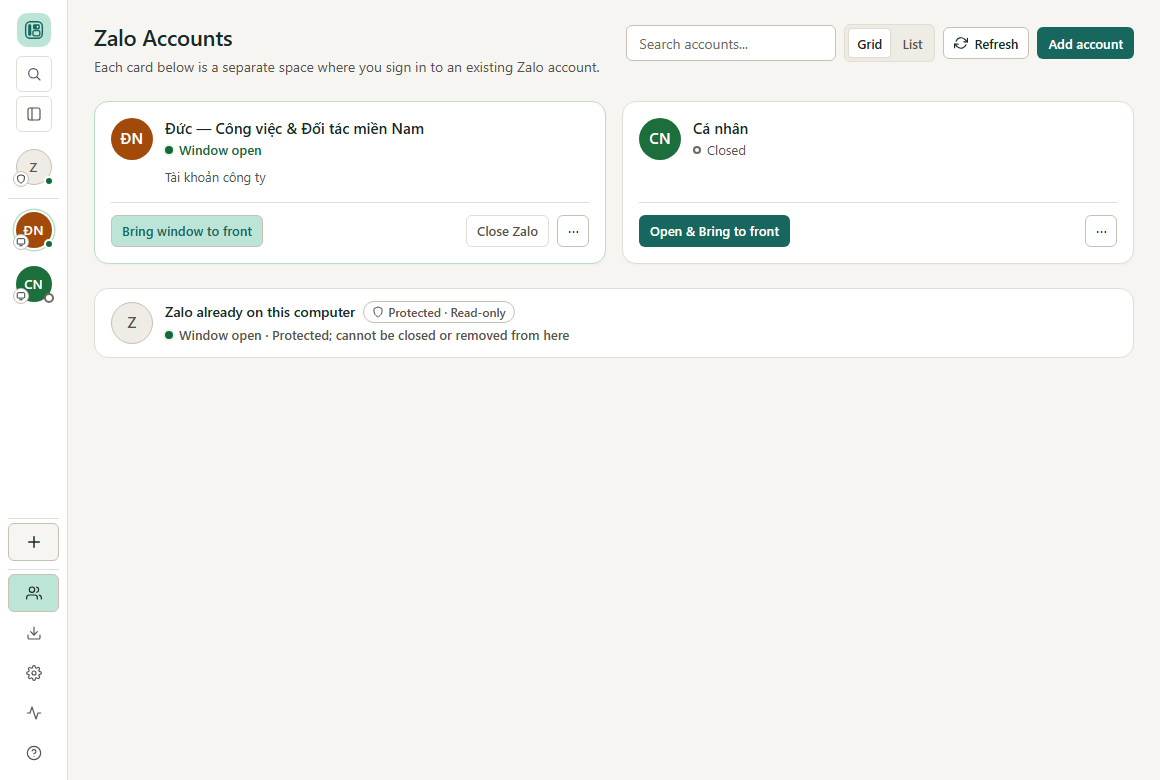 Zalo Accounts
Each card below is a separate space where you sign in to an existing Zalo account.
Search accounts...
Grid
List
Refresh
Add account
Z
ĐN
CN
ĐN
Đức — Công việc & Đối tác miền Nam
Window open
Tài khoản công ty
Bring window to front
Close Zalo
...
CN
Cá nhân
Closed
Open & Bring to front
...
Z
Zalo already on this computer
Protected · Read-only
Window open · Protected; cannot be closed or removed from here